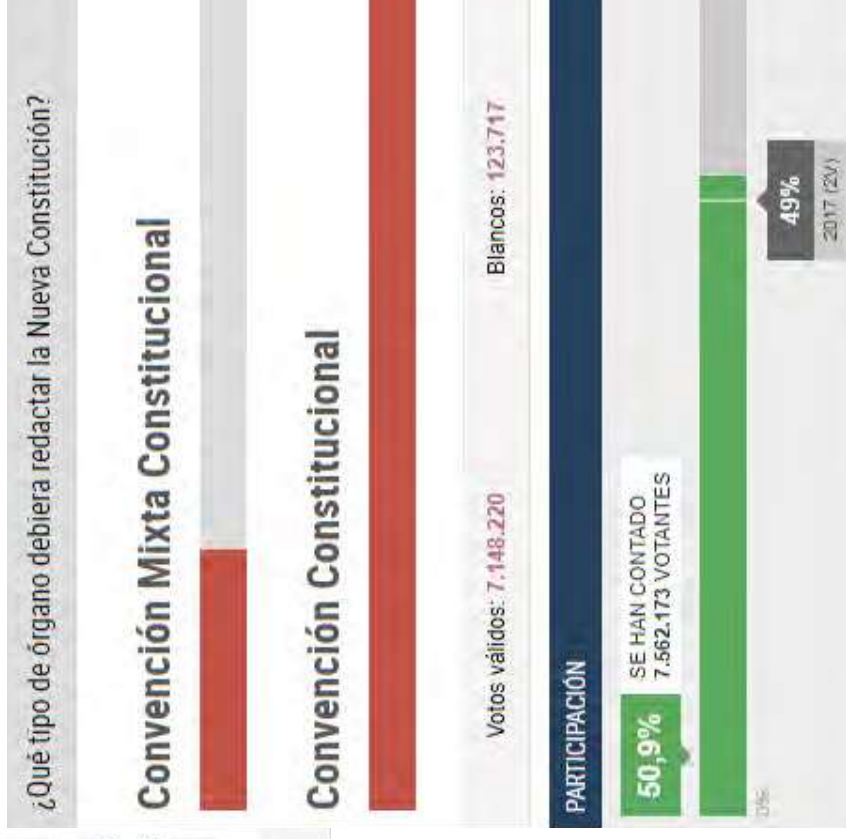 ¿Qué tipo de órgano debiera redactar la Nueva Constitución?
Convención Mixta Constitucional
Convención Constitucional
Votos válidos: 7.148.220 Blancos: 123.717
PARTICIPACIÓN
50,9% SE HAN CONTADO
7.562.173 VOTANTES
0%
49%
2017 (2V)